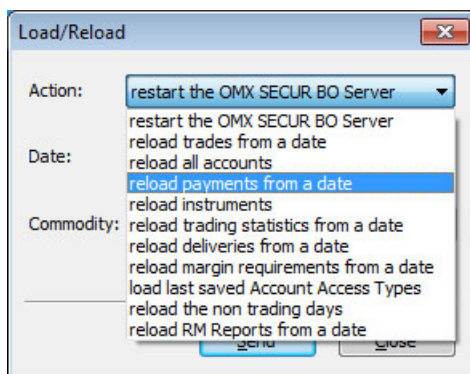 Load/Reload
Action:
restart the OMX SECUR BO Server
restart the OMX SECUR BO Server
reload trades from a date
reload all accounts
Date:
reload payments from a date
reload instruments
Commodity:
reload trading statistics from a date
reload deliveries from a date
reload margin requirements from a date
load last saved Account Access Types
reload the non trading days
reload RM Reports from a date
Send
Close